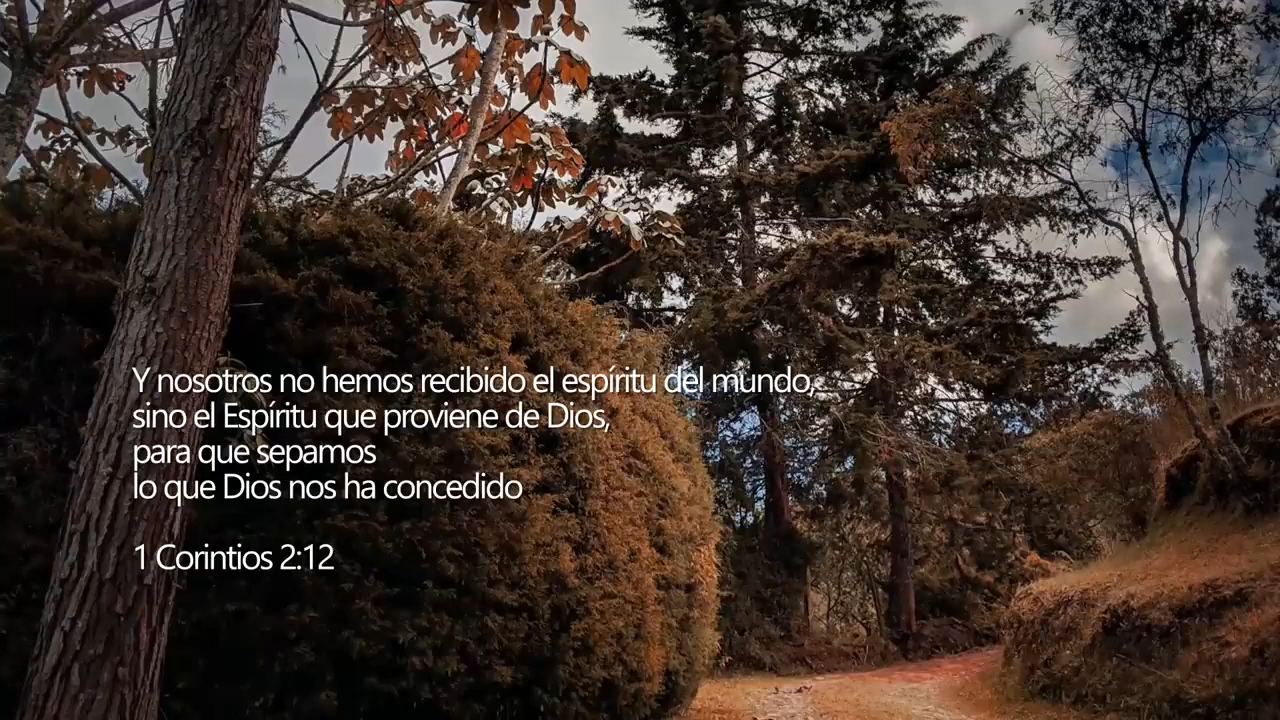 Y nosotros no hemos recibido el espíritu del mundo,
sino el Espíritu que proviene de Dios,
para que sepamos
lo que Dios nos ha concedido
1 Corintios 2:12